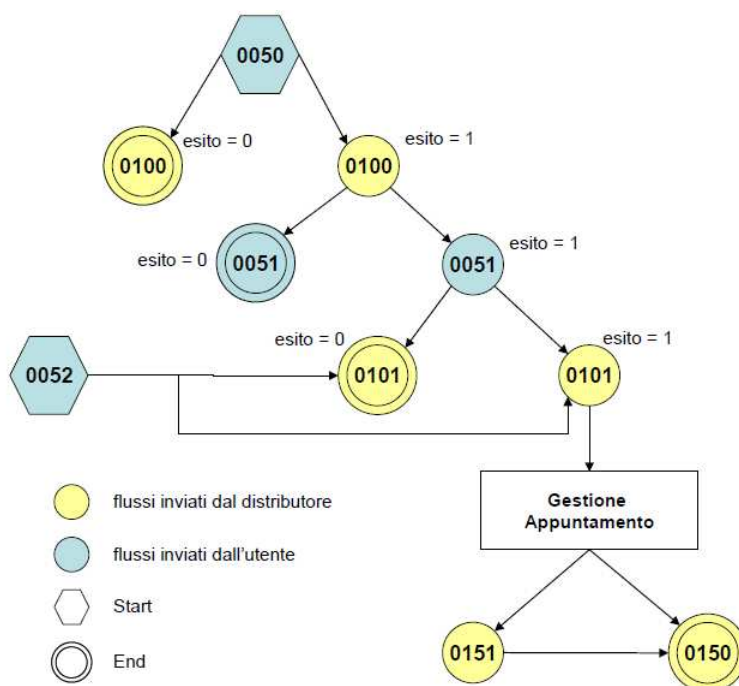 0050
esito = 0
esito = 1
0100
0100
esito = 1
esito = 0
0051
0051
esito = 0
esito = 1
0052
0101
0101
flussi inviati dal distributore
Gestione
Appuntamento
flussi inviati dall'utente
Start
End
0151
0150